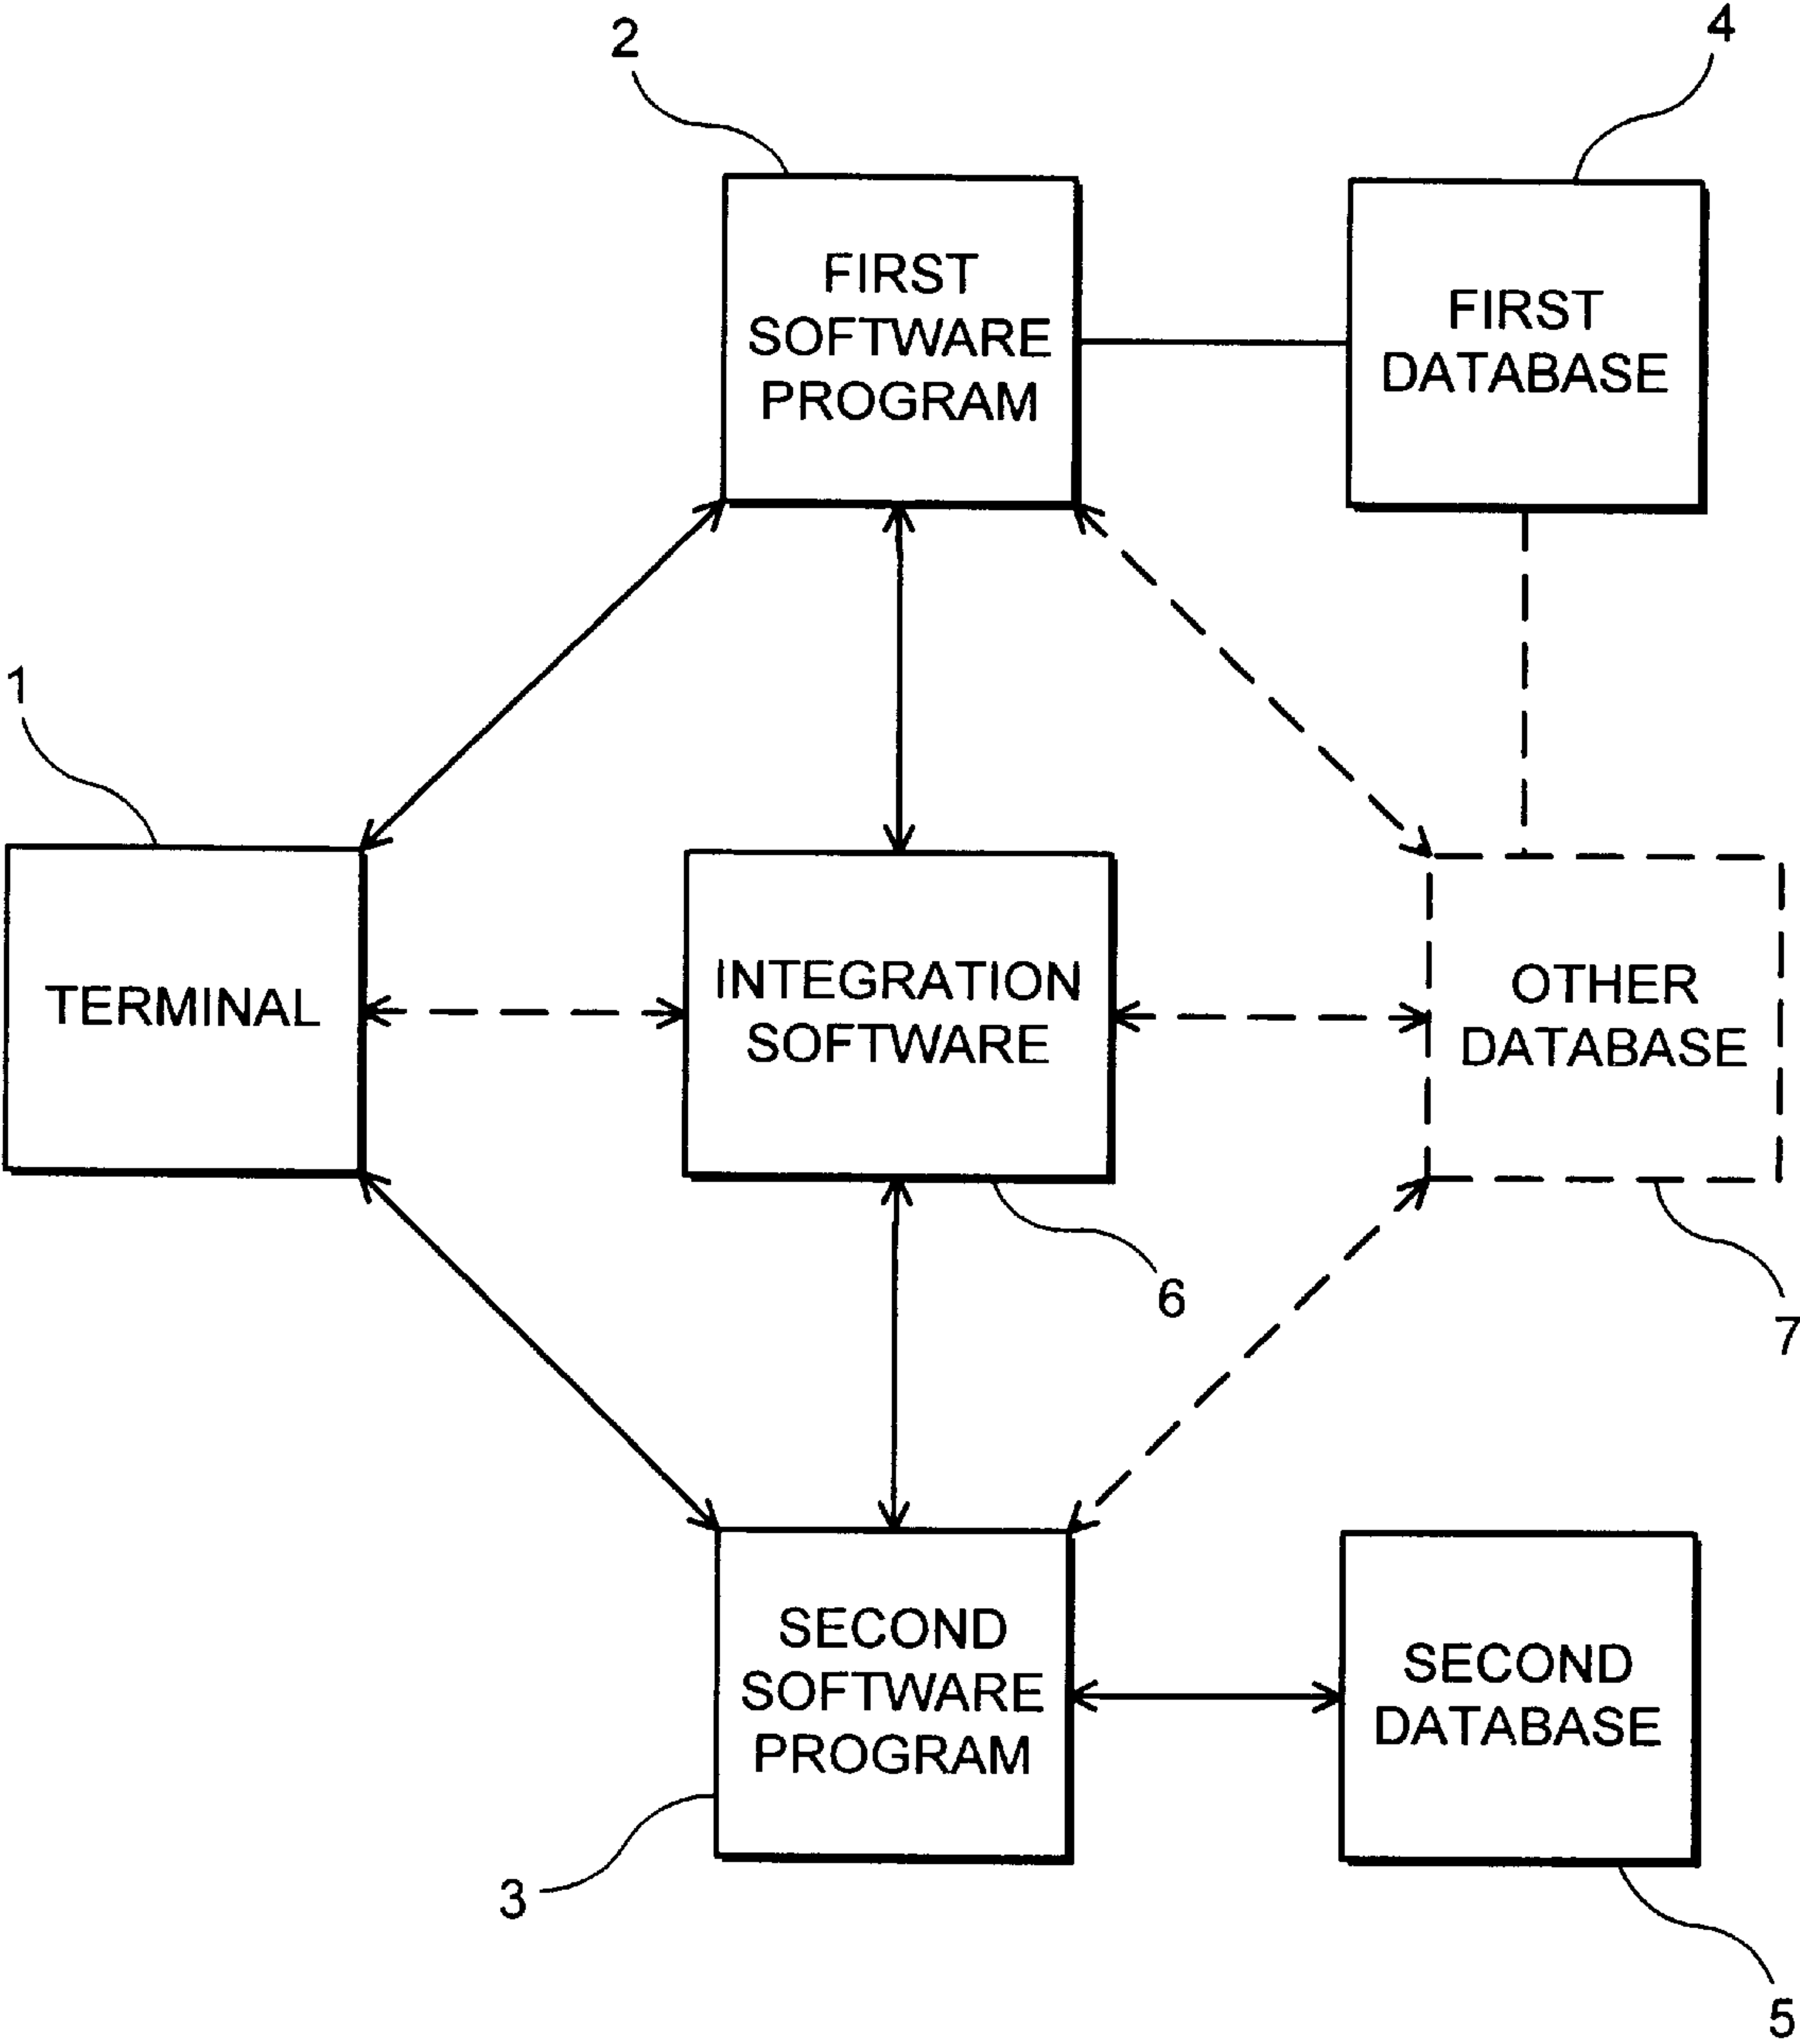 2
4
FIRST
SOFTWARE
PROGRAM
FIRST
DATABASE
1
TERMINAL
INTEGRATION
SOFTWARE
OTHER
DATABASE
6
7
SECOND
SOFTWARE
PROGRAM
SECOND
DATABASE
3
5